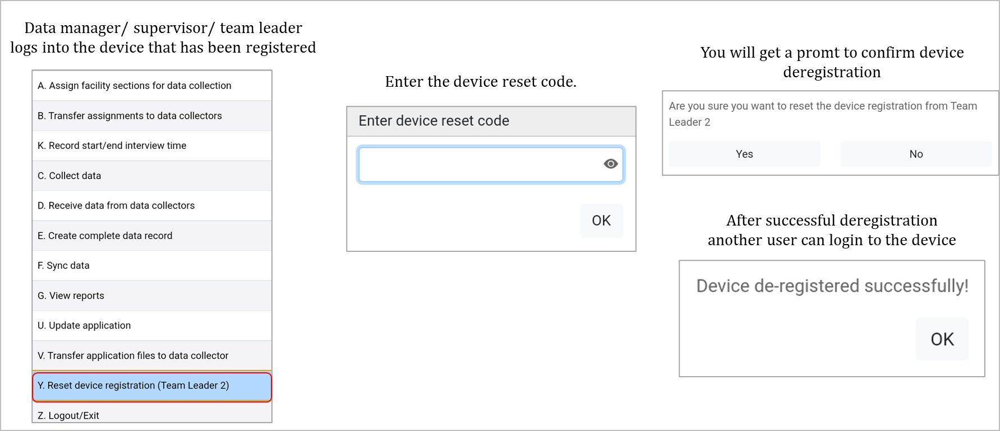 Data manager/ supervisor/ team leader
logs into the device that has been registered
A. Assign facility sections for data collection
B. Transfer assignments to data collectors
K. Record start/end interview time
C. Collect data
D. Receive data from data collectors
E. Create complete data record
F. Sync data
G. View reports
U. Update application
V. Transfer application files to data collector
Y. Reset device registration (Team Leader 2)
Z. Logout/Exit
Enter the device reset code.
Enter device reset code
OK
You will get a promt to confirm device
deregistration
Are you sure you want to reset the device registration from Team
Leader 2
Yes
No
After successful deregistration
another user can login to the device
Device de-registered successfully!
OK